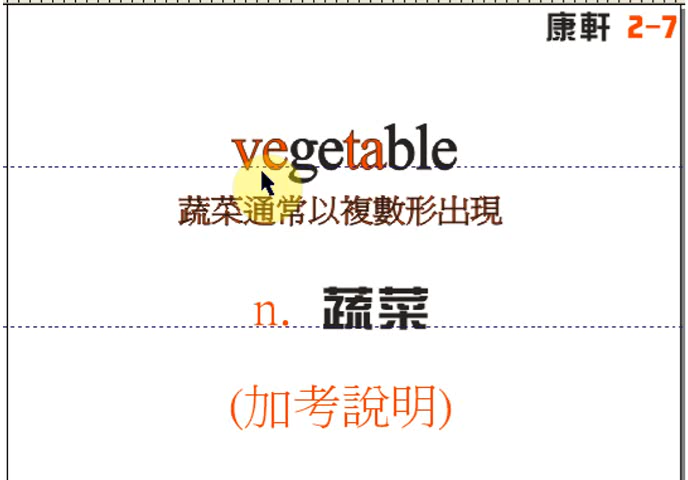 康軒 2-7
vegetable
蔬菜通常以複數形出現
n. 蔬菜
(加考說明)